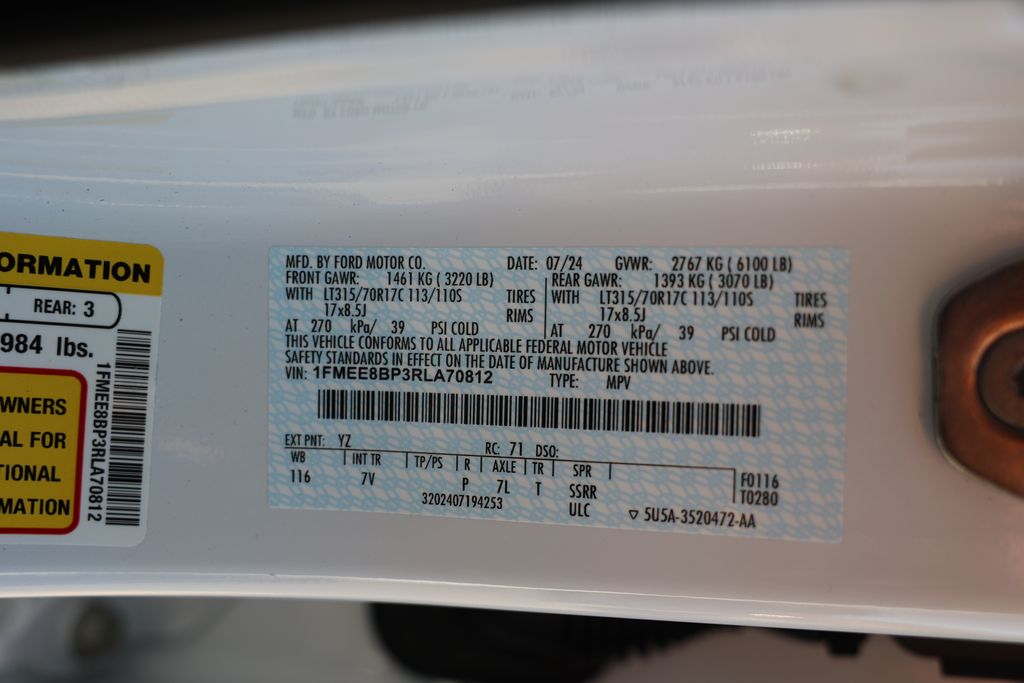 ORMATION
REAR: 3
984 lbs.
1FMEE8BP3RLA70812
WNERS
AL FOR
TIONAL
MATION
MFD. BY FORD MOTOR CO. DATE: 07/24 GVWR: 2767 KG ( 6100 LB)
FRONT GAWR: 1461 KG ( 3220 LB) REAR GAWR: 1393 KG ( 3070 LB)
WITH LT315/70R17C 113/110S TIRES WITH LT315/70R17C 113/110S TIRES
17x8.5J RIMS 17x8.5J RIMS
AT 270 kPa/ 39 PSI COLD AT 270 kPa/ 39 PSI COLD
THIS VEHICLE CONFORMS TO ALL APPLICABLE FEDERAL MOTOR VEHICLE
SAFETY STANDARDS IN EFFECT ON THE DATE OF MANUFACTURE SHOWN ABOVE.
VIN: 1FMEE8BP3RLA70812 TYPE: MPV
EXT PNT: YZ RC: 71 DSO:
WB INT TR TP/PS R AXLE TR SPR
116 7V P 7L T SSRR F0116
3202407194253 ULC T0280
▽ 5U5A-3520472-AA